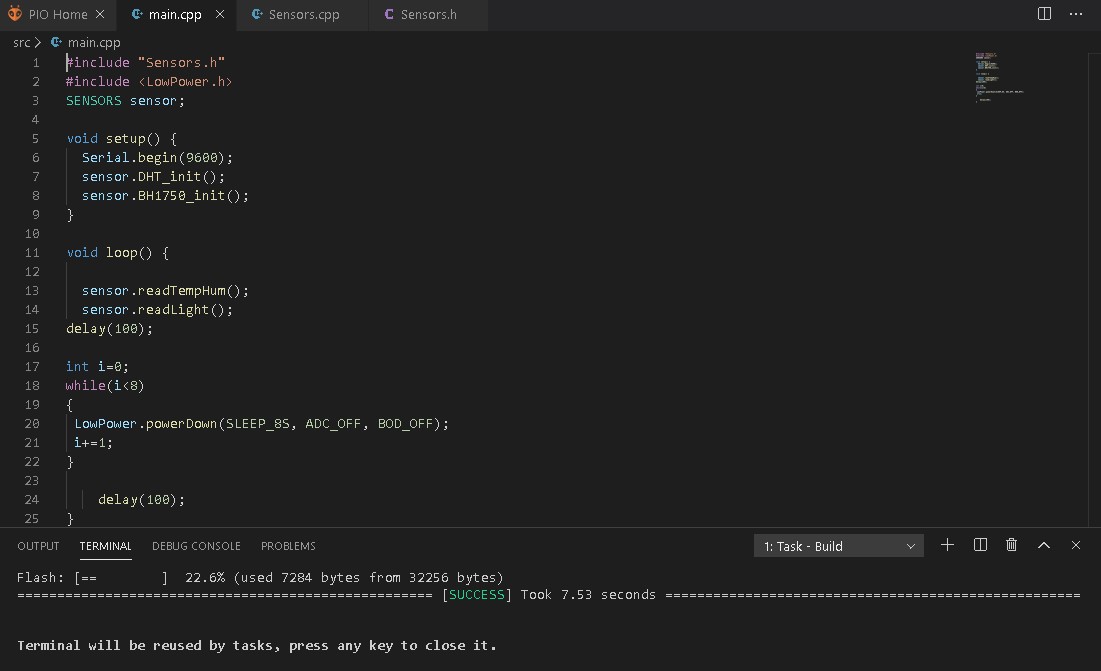 PIO Home main.cpp Sensors.cpp Sensors.h
src > main.cpp
1 #include "Sensors.h"
2 #include <LowPower.h>
3 SENSORS sensor;
4
5 void setup() {
6   Serial.begin(9600);
7   sensor.DHT_init();
8   sensor.BH1750_init();
9 }
10
11 void loop() {
12
13   sensor.readTempHum();
14   sensor.readLight();
15 delay(100);
16
17 int i=0;
18 while(i<8)
19 {
20  LowPower.powerDown(SLEEP_8S, ADC_OFF, BOD_OFF);
21  i+=1;
22 }
23
24     delay(100);
25 }
OUTPUT TERMINAL DEBUG CONSOLE PROBLEMS 1: Task - Build
Flash: [==        ]  22.6% (used 7284 bytes from 32256 bytes)
==================================================== [SUCCESS] Took 7.53 seconds ====================================================
Terminal will be reused by tasks, press any key to close it.